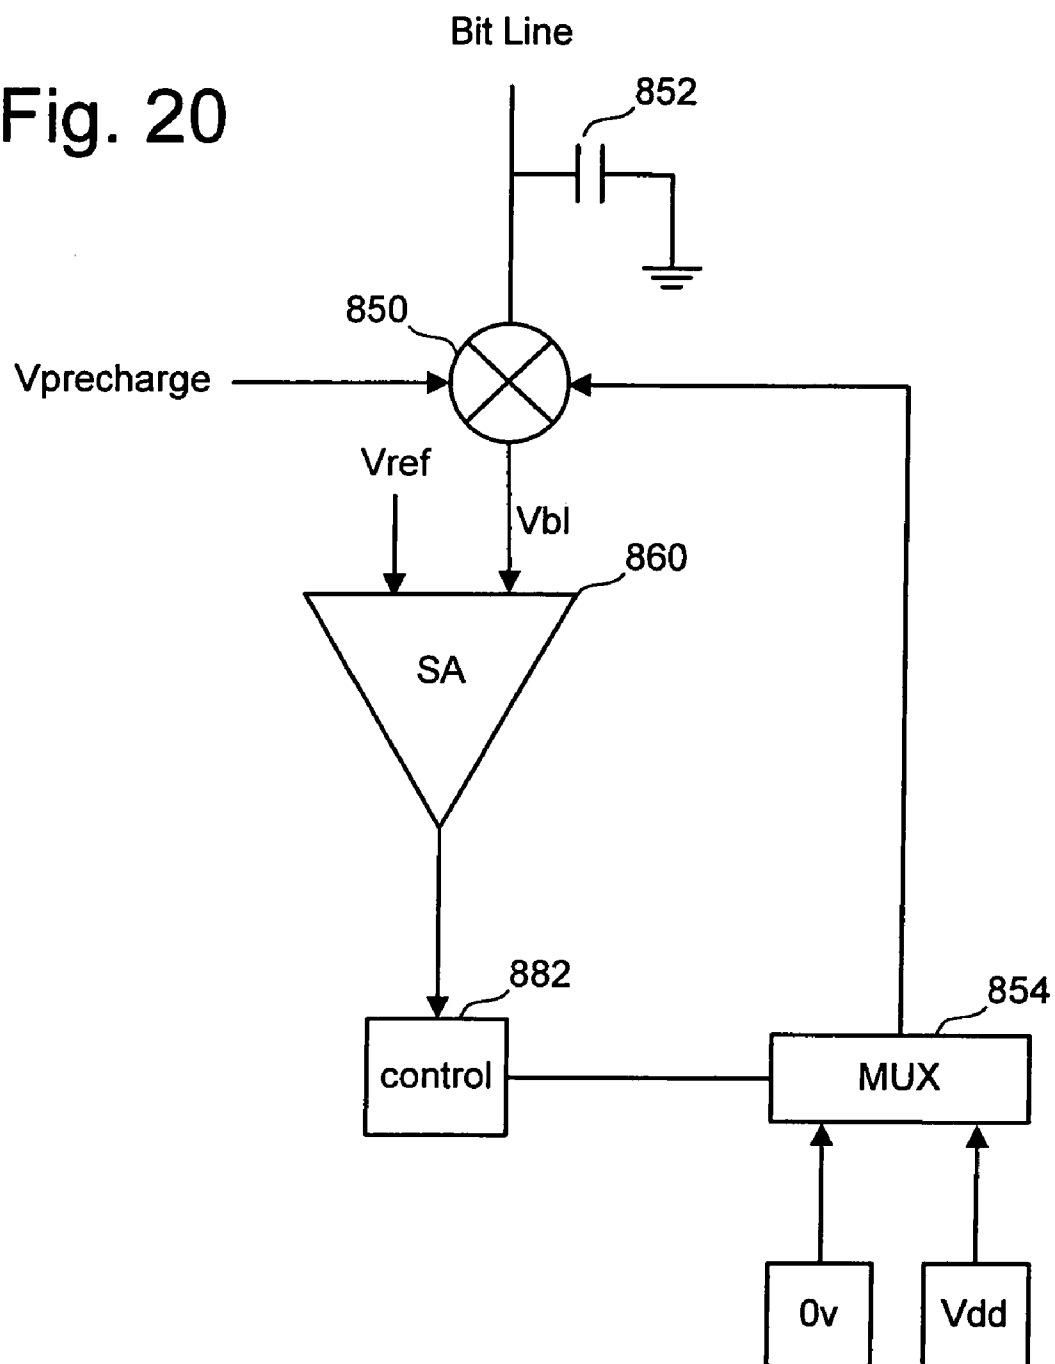 Bit Line
Fig. 20
852
850
Vprecharge
Vref
Vbl
860
SA
882
control
854
MUX
0v
Vdd